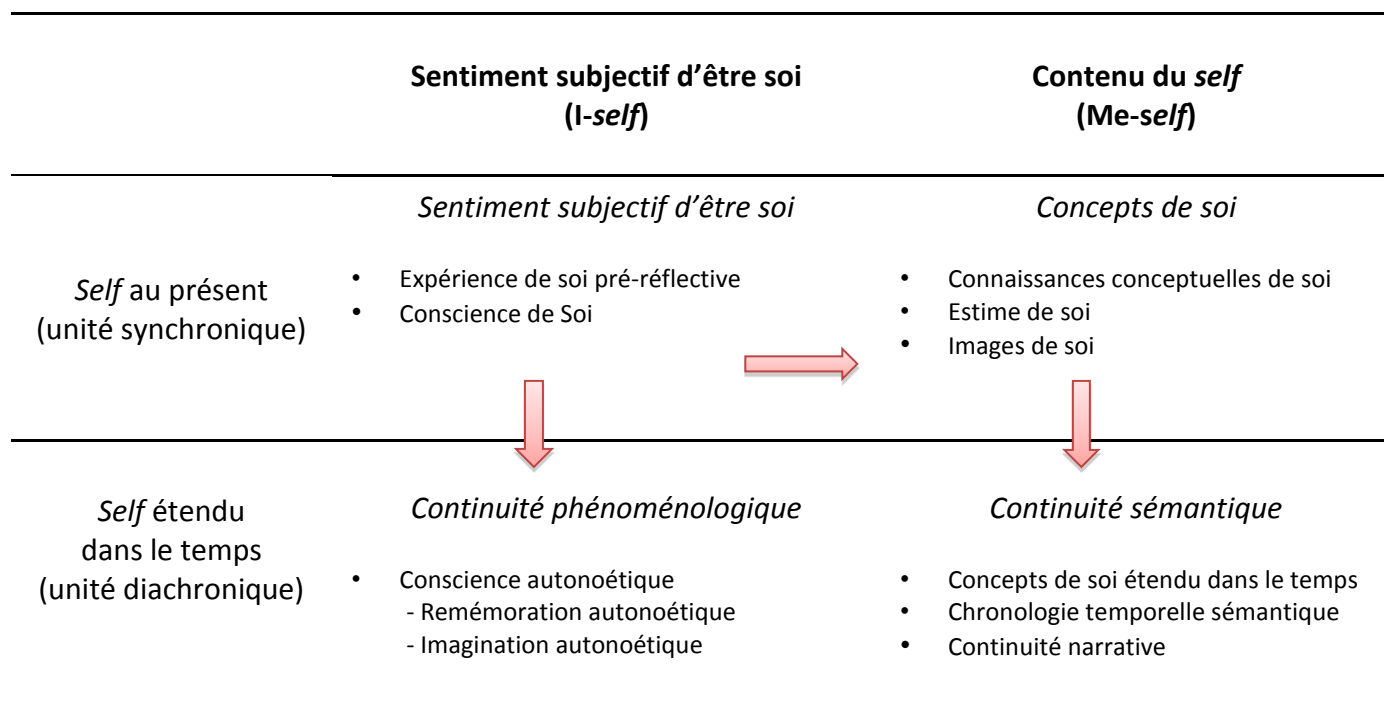 Sentiment subjectif d’être soi
(I-self)
Contenu du self
(Me-self)
Self au présent
(unité synchronique)
Sentiment subjectif d’être soi
• Expérience de soi pré-réflective
• Conscience de Soi
Concepts de soi
• Connaissances conceptuelles de soi
• Estime de soi
• Images de soi
Self étendu
dans le temps
(unité diachronique)
Continuité phénoménologique
• Conscience autonoétique
- Remémoration autonoétique
- Imagination autonoétique
Continuité sémantique
• Concepts de soi étendu dans le temps
• Chronologie temporelle sémantique
• Continuité narrative